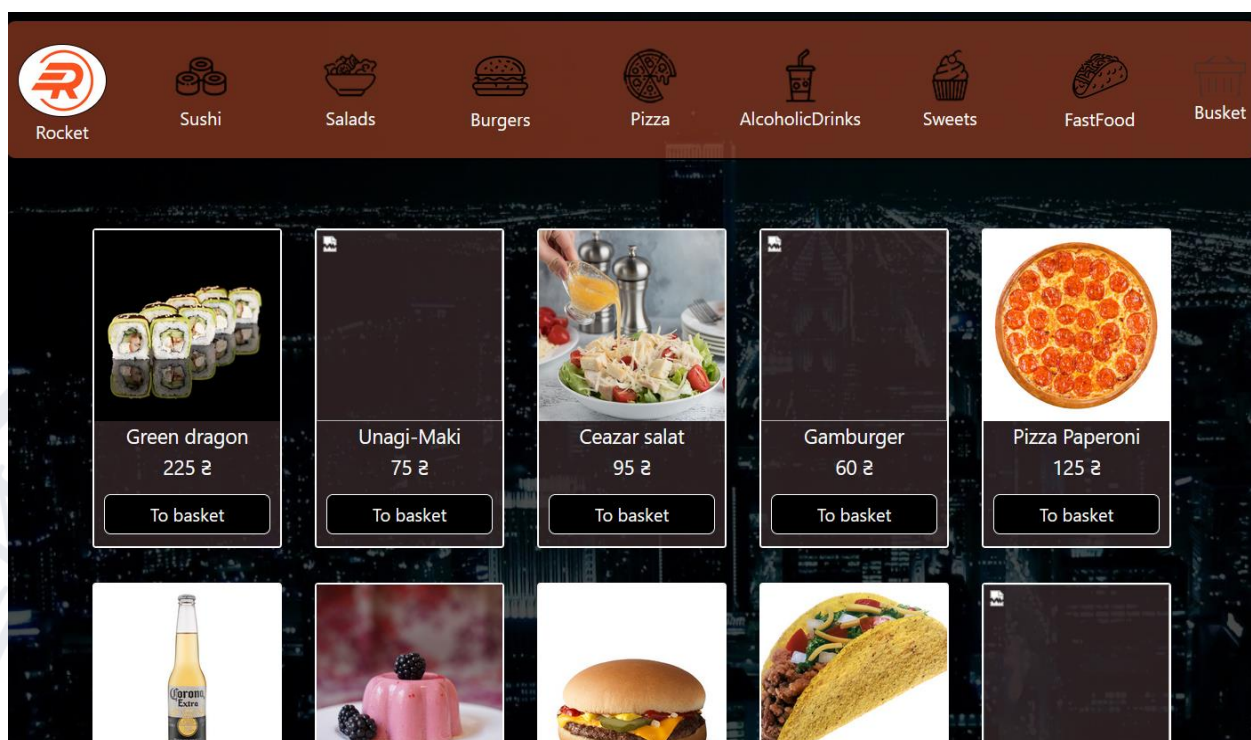 Rocket
Sushi
Salads
Burgers
Pizza
AlcoholicDrinks
Sweets
FastFood
Busket
Green dragon
225 ₴
To basket
Unagi-Maki
75 ₴
To basket
Ceazar salat
95 ₴
To basket
Gamburger
60 ₴
To basket
Pizza Paperoni
125 ₴
To basket
Corona
Extra